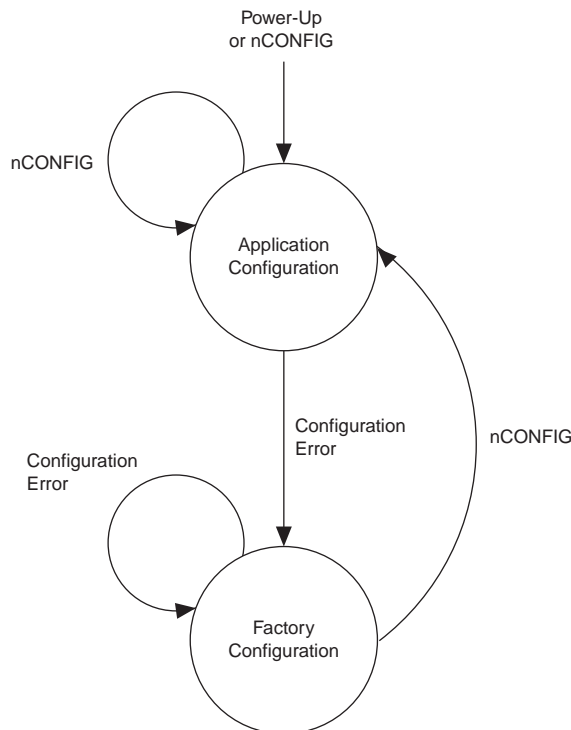 Power-Up
or nCONFIG
nCONFIG
Application
Configuration
Configuration
Error
nCONFIG
Configuration
Error
Factory
Configuration